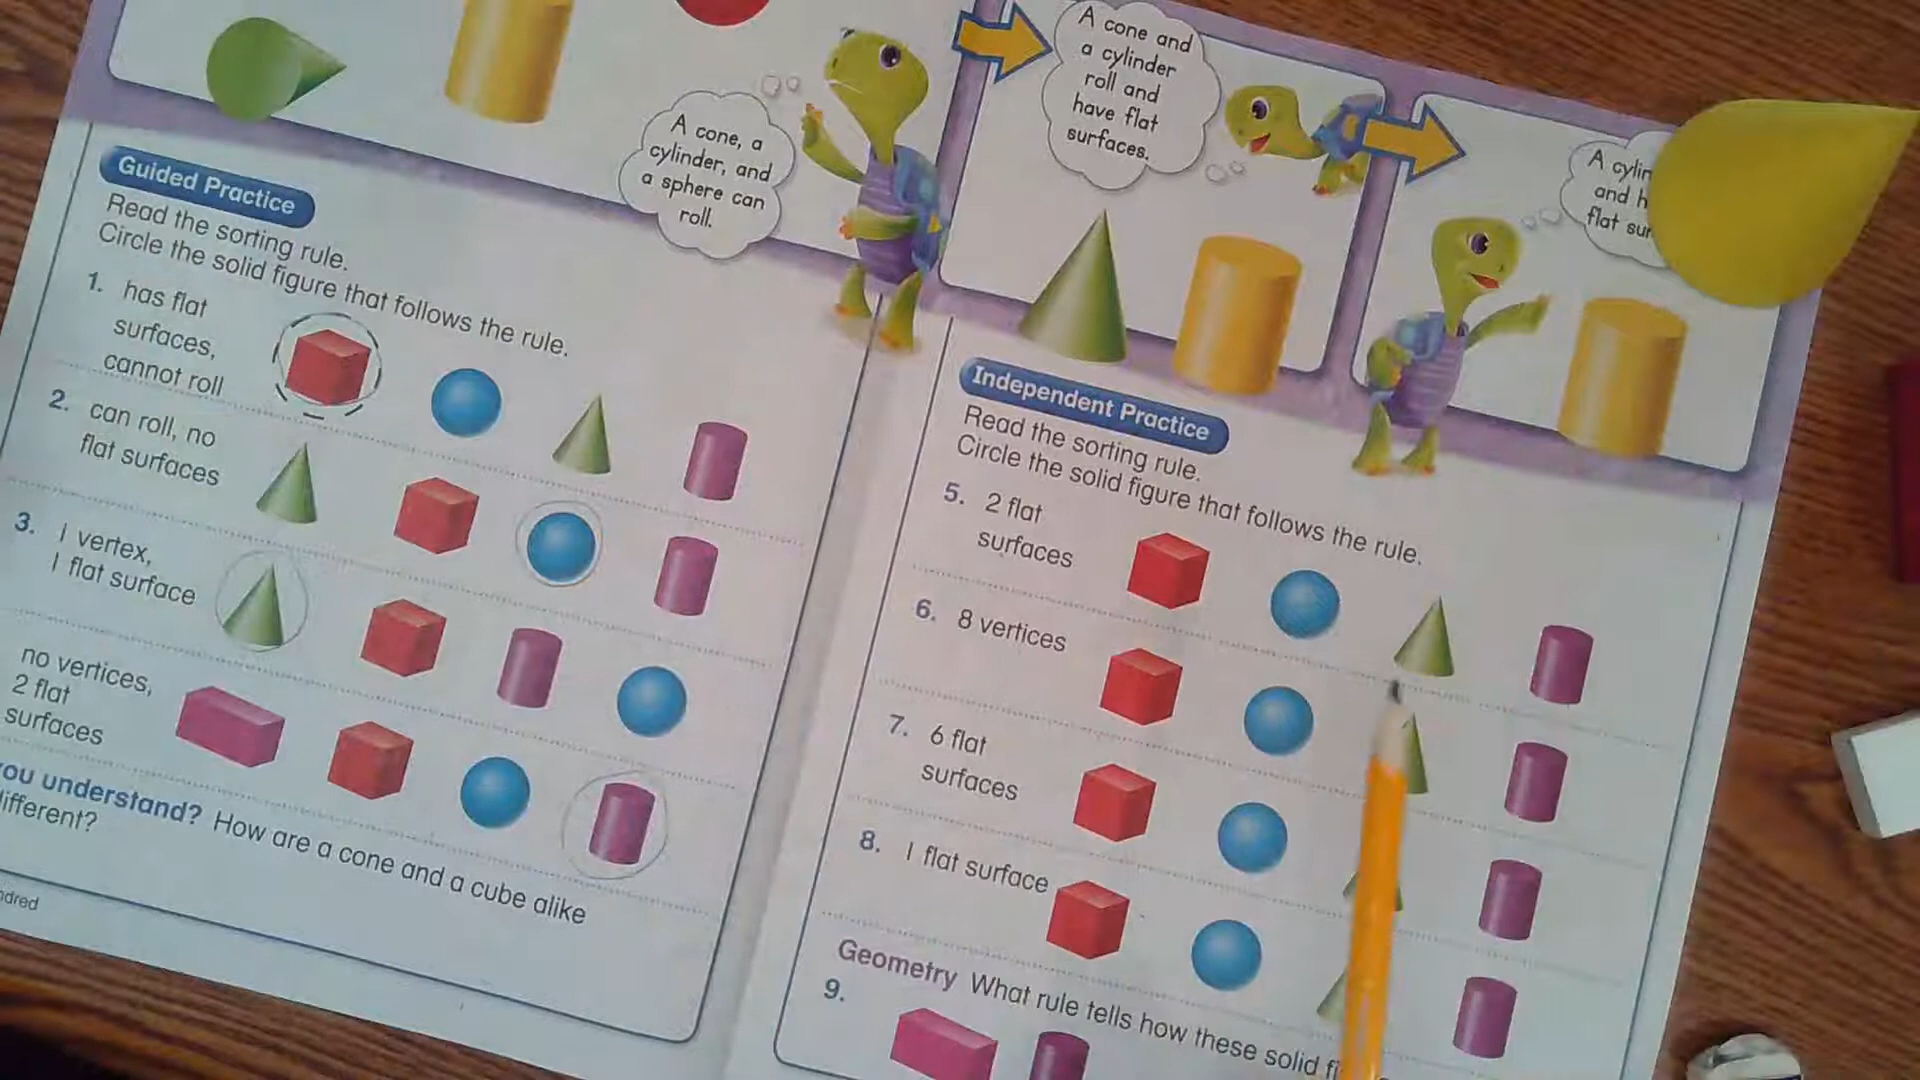 A cone, a
cylinder, and
a sphere can
roll.
Guided Practice
Read the sorting rule.
Circle the solid figure that follows the rule.
1. has flat
surfaces,
cannot roll
2. can roll, no
flat surfaces
3. 1 vertex,
1 flat surface
no vertices,
2 flat
surfaces
you understand? How are a cone and a cube alike
different?
A cone and
a cylinder
roll and
have flat
surfaces.
and
flat
Independent Practice
Read the sorting rule.
Circle the solid figure that follows the rule.
5. 2 flat
surfaces
6. 8 vertices
7. 6 flat
surfaces
8. 1 flat surface
Geometry What rule tells how these solid
9.